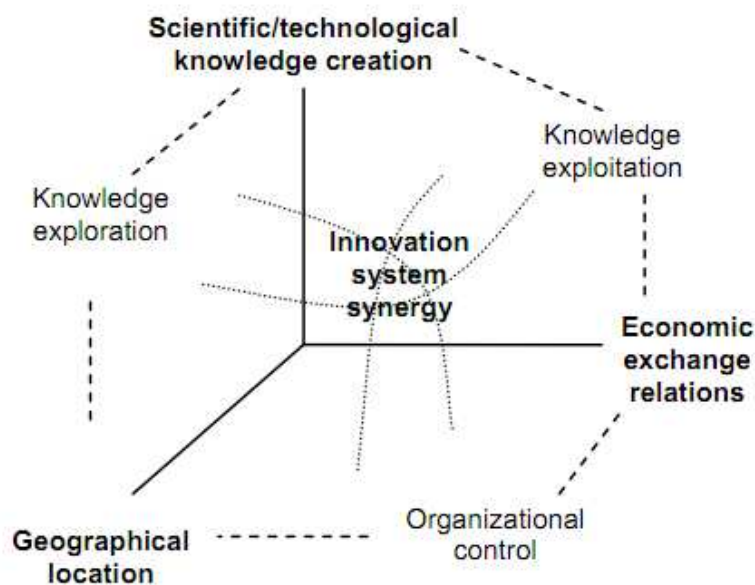 Scientific/technological
knowledge creation
Knowledge
exploitation
Knowledge
exploration
Innovation
system
synergy
Economic
exchange
relations
Organizational
control
Geographical
location